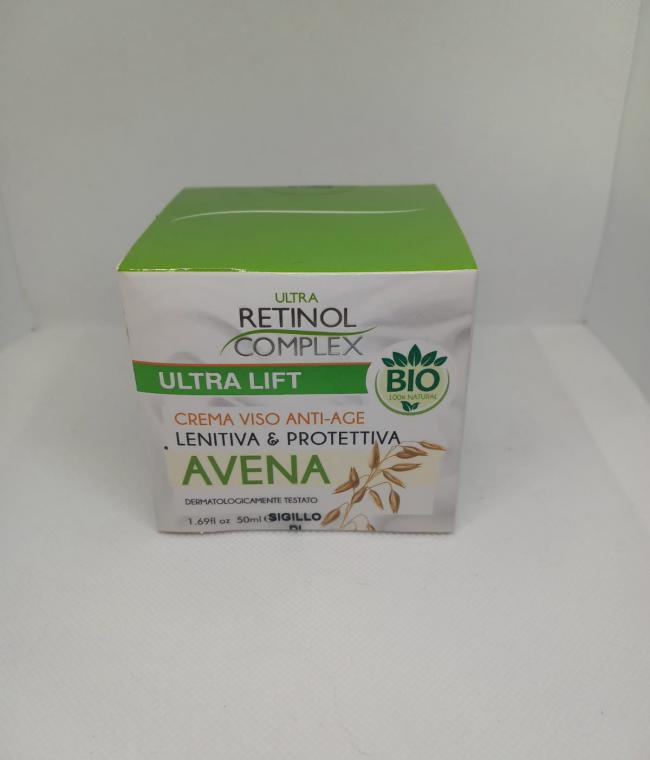 ULTRA
RETINOL
COMPLEX
ULTRA LIFT
BIO
100% NATURAL
CREMA VISO ANTI-AGE
LENITIVA & PROTETTIVA
AVENA
DERMATOLOGICAMENTE TESTATO
1.69fl oz 50ml SIGILLO
DI